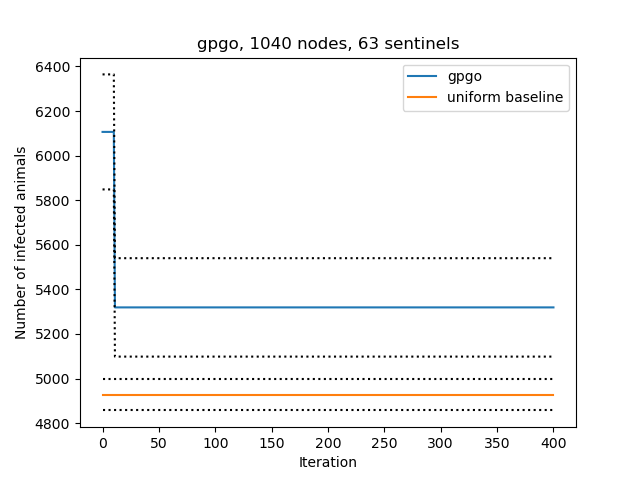 gpgo, 1040 nodes, 63 sentinels
gpgo
uniform baseline
Number of infected animals
6400
6200
6000
5800
5600
5400
5200
5000
4800
0 50 100 150 200 250 300 350 400
Iteration